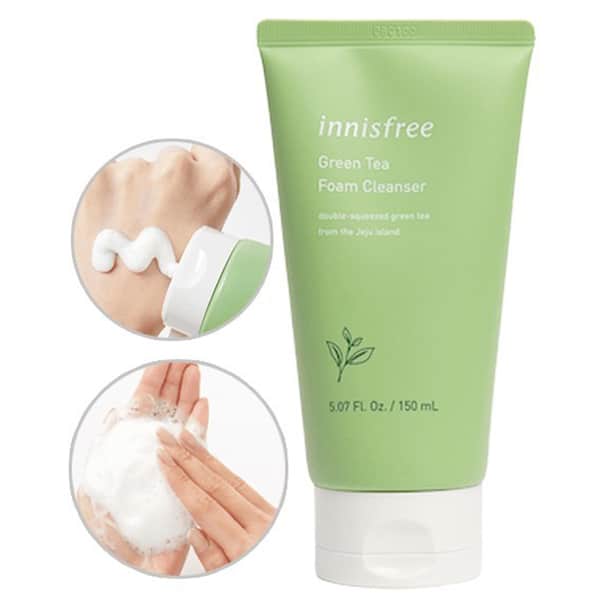 innisfree
Green Tea
Foam Cleanser
double-squeezed green tea
from the Jeju island
5.07 Fl. Oz. / 150 mL